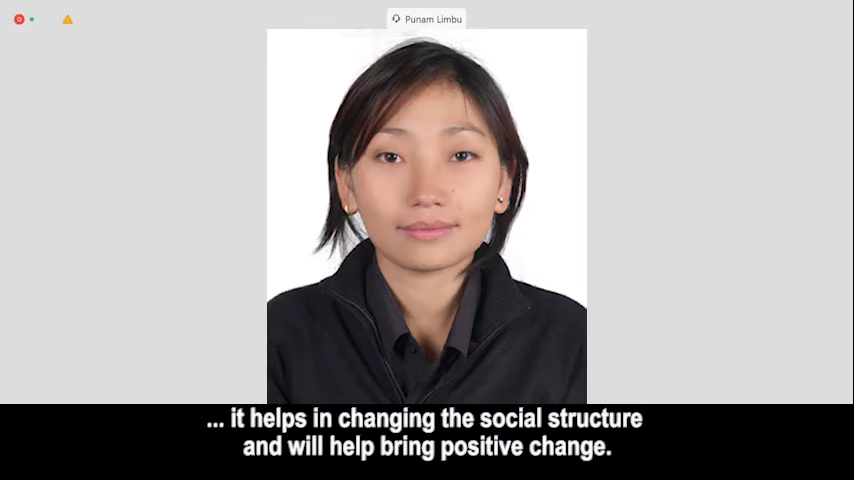 Punam Limbu
... it helps in changing the social structure
and will help bring positive change.